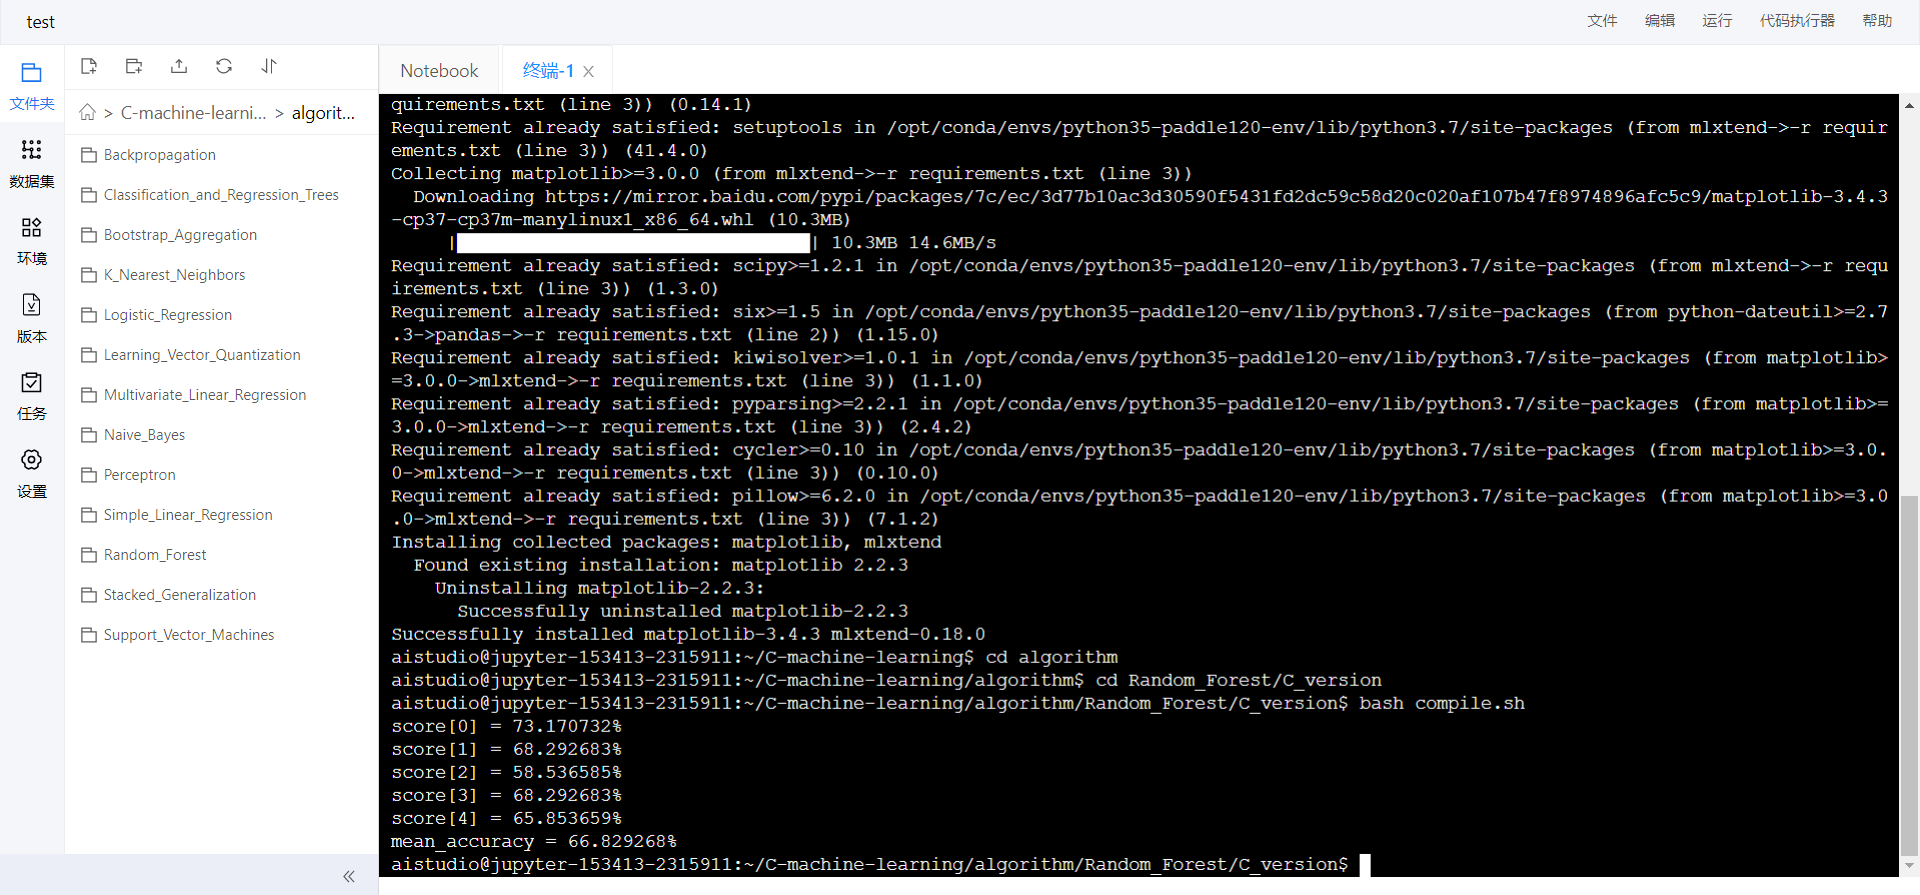 test
文件 编辑 运行 代码执行器 帮助
文件夹
数据集
环境
版本
任务
设置
> C-machine-learni... > algorit...
Backpropagation
Classification_and_Regression_Trees
Bootstrap_Aggregation
K_Nearest_Neighbors
Logistic_Regression
Learning_Vector_Quantization
Multivariate_Linear_Regression
Naive_Bayes
Perceptron
Simple_Linear_Regression
Random_Forest
Stacked_Generalization
Support_Vector_Machines
Notebook 终端-1
quirements.txt (line 3)) (0.14.1)
Requirement already satisfied: setuptools in /opt/conda/envs/python35-paddle120-env/lib/python3.7/site-packages (from mlxtend->-r requir
ements.txt (line 3)) (41.4.0)
Collecting matplotlib>=3.0.0 (from mlxtend->-r requirements.txt (line 3))
Downloading https://mirror.baidu.com/pypi/packages/7c/ec/3d77b10ac3d30590f5431fd2dc59c58d20c020af107b47f8974896afc5c9/matplotlib-3.4.3
-cp37-cp37m-manylinux1_x86_64.whl (10.3MB)
| | 10.3MB 14.6MB/s
Requirement already satisfied: scipy>=1.2.1 in /opt/conda/envs/python35-paddle120-env/lib/python3.7/site-packages (from mlxtend->-r requ
irements.txt (line 3)) (1.3.0)
Requirement already satisfied: six>=1.5 in /opt/conda/envs/python35-paddle120-env/lib/python3.7/site-packages (from python-dateutil>=2.7
.3->pandas->-r requirements.txt (line 2)) (1.15.0)
Requirement already satisfied: kiwisolver>=1.0.1 in /opt/conda/envs/python35-paddle120-env/lib/python3.7/site-packages (from matplotlib>
=3.0.0->mlxtend->-r requirements.txt (line 3)) (1.1.0)
Requirement already satisfied: pyparsing>=2.2.1 in /opt/conda/envs/python35-paddle120-env/lib/python3.7/site-packages (from matplotlib>=
3.0.0->mlxtend->-r requirements.txt (line 3)) (2.4.2)
Requirement already satisfied: cycler>=0.10 in /opt/conda/envs/python35-paddle120-env/lib/python3.7/site-packages (from matplotlib>=3.0.
0->mlxtend->-r requirements.txt (line 3)) (0.10.0)
Requirement already satisfied: pillow>=6.2.0 in /opt/conda/envs/python35-paddle120-env/lib/python3.7/site-packages (from matplotlib>=3.0
.0->mlxtend->-r requirements.txt (line 3)) (7.1.2)
Installing collected packages: matplotlib, mlxtend
Found existing installation: matplotlib 2.2.3
Uninstalling matplotlib-2.2.3:
Successfully uninstalled matplotlib-2.2.3
Successfully installed matplotlib-3.4.3 mlxtend-0.18.0
aistudio@jupyter-153413-2315911:~/C-machine-learning$ cd algorithm
aistudio@jupyter-153413-2315911:~/C-machine-learning/algorithm$ cd Random_Forest/C_version
aistudio@jupyter-153413-2315911:~/C-machine-learning/algorithm/Random_Forest/C_version$ bash compile.sh
score[0] = 73.170732%
score[1] = 68.292683%
score[2] = 58.536585%
score[3] = 68.292683%
score[4] = 65.853659%
mean_accuracy = 66.829268%
aistudio@jupyter-153413-2315911:~/C-machine-learning/algorithm/Random_Forest/C_version$